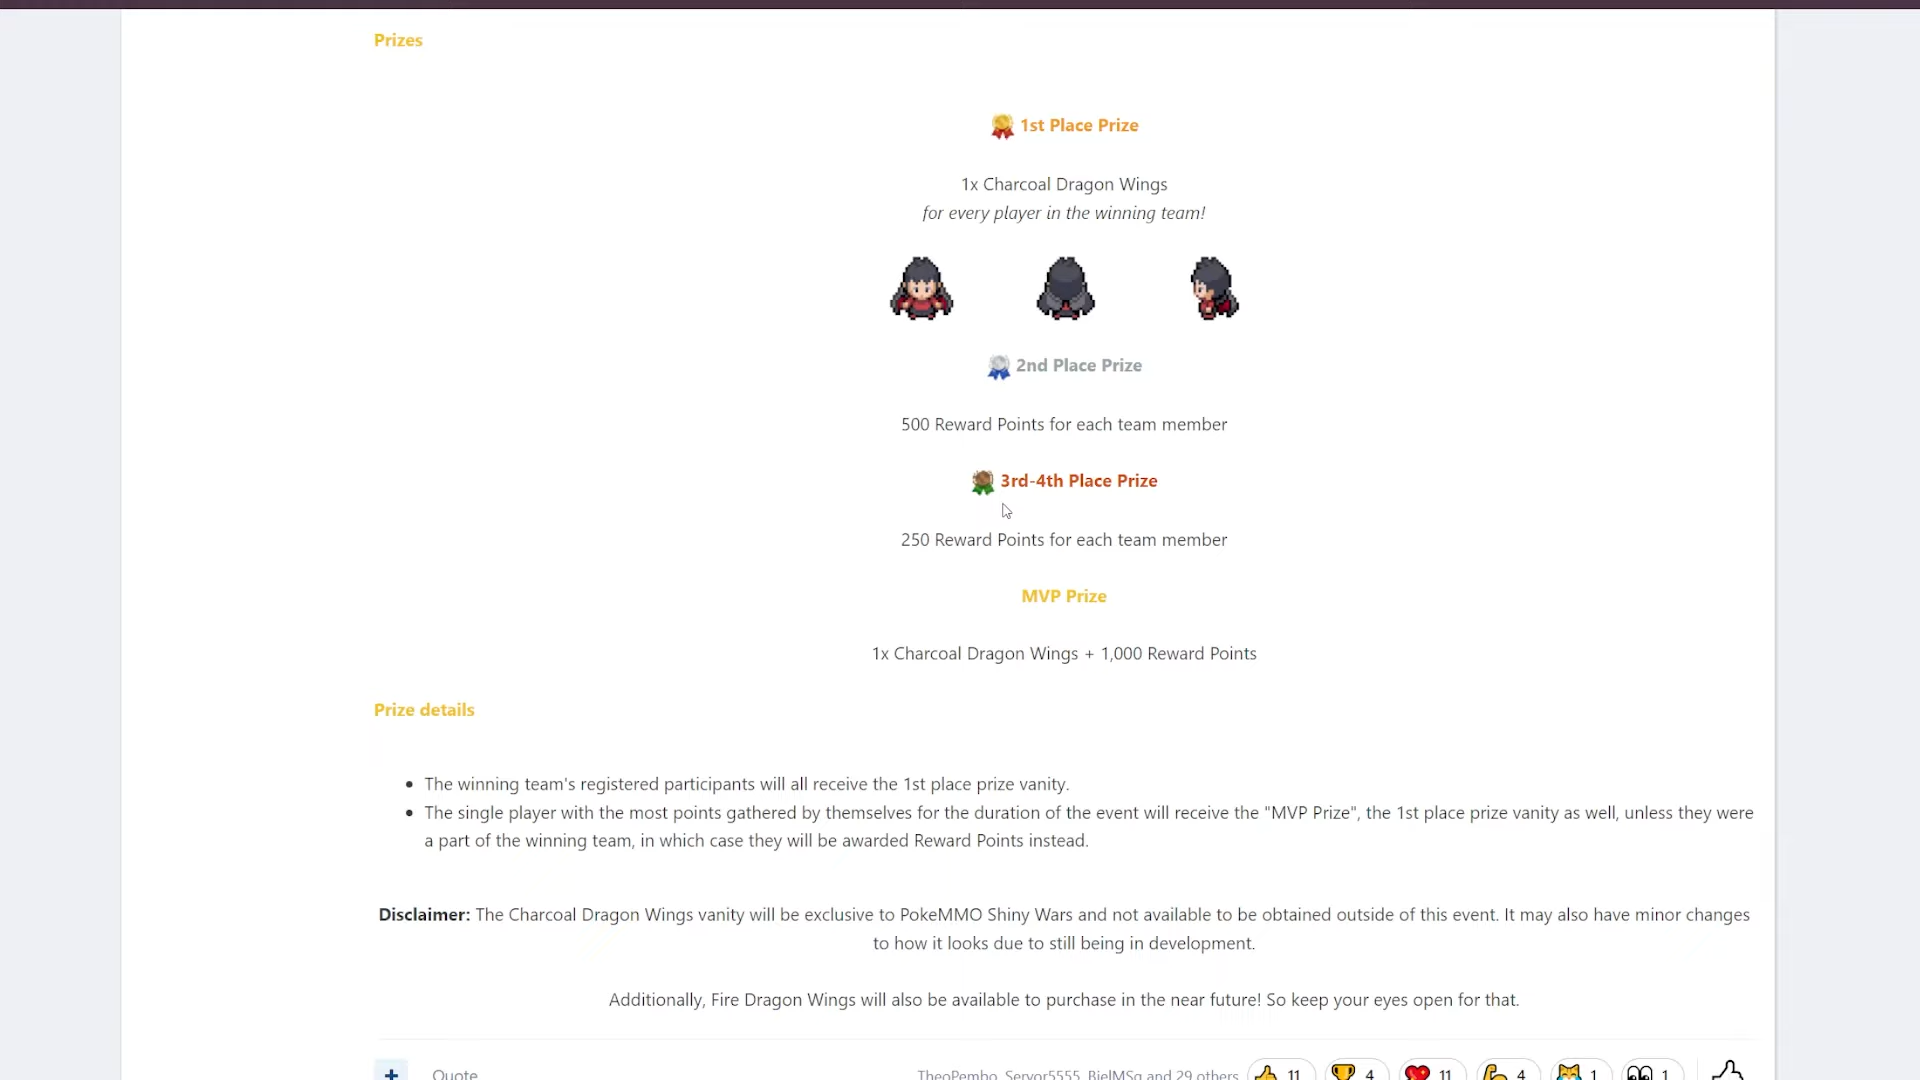 Prizes
1st Place Prize
1x Charcoal Dragon Wings
for every player in the winning team!
2nd Place Prize
500 Reward Points for each team member
3rd-4th Place Prize
250 Reward Points for each team member
MVP Prize
1x Charcoal Dragon Wings + 1,000 Reward Points
Prize details
The winning team's registered participants will all receive the 1st place prize vanity.
The single player with the most points gathered by themselves for the duration of the event will receive the "MVP Prize", the 1st place prize vanity as well, unless they were
a part of the winning team, in which case they will be awarded Reward Points instead.
Disclaimer: The Charcoal Dragon Wings vanity will be exclusive to PokeMMO Shiny Wars and not available to be obtained outside of this event. It may also have minor changes
to how it looks due to still being in development.
Additionally, Fire Dragon Wings will also be available to purchase in the near future! So keep your eyes open for that.
+ Quote TheoPembo, Servor5555, BielMSg and 29 others 11 4 11 4 1 1